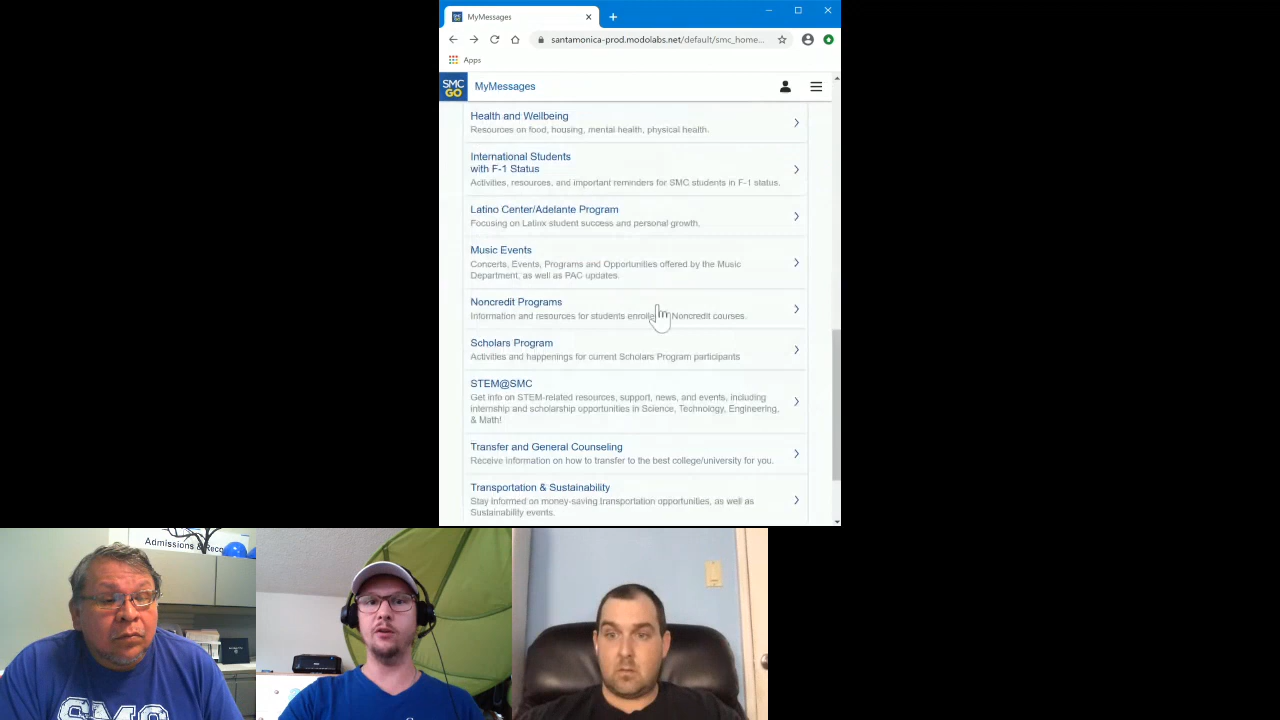 MyMessages
santamonica-prod.modolabs.net/default/smc_home...
Apps
SMC
GO
MyMessages
Health and Wellbeing
Resources on food, housing, mental health, physical health.
International Students
with F-1 Status
Activities, resources, and important reminders for SMC students in F-1 status.
Latino Center/Adelante Program
Focusing on Latinx student success and personal growth.
Music Events
Concerts, Events, Programs and Opportunities offered by the Music
Department, as well as PAC updates.
Noncredit Programs
Information and resources for students Noncredit courses.
Scholars Program
Activities and happenings for current Scholars Program participants
STEM@SMC
Get info on STEM-related resources, support, news, and events, including
internship and scholarship opportunities in Science, Technology, Engineering,
& Math!
Transfer and General Counseling
Receive information on how to transfer to the best college/university for you.
Transportation & Sustainability
Stay informed on money-saving transportation opportunities, as well as
Sustainability events.
Admissions &
SMC